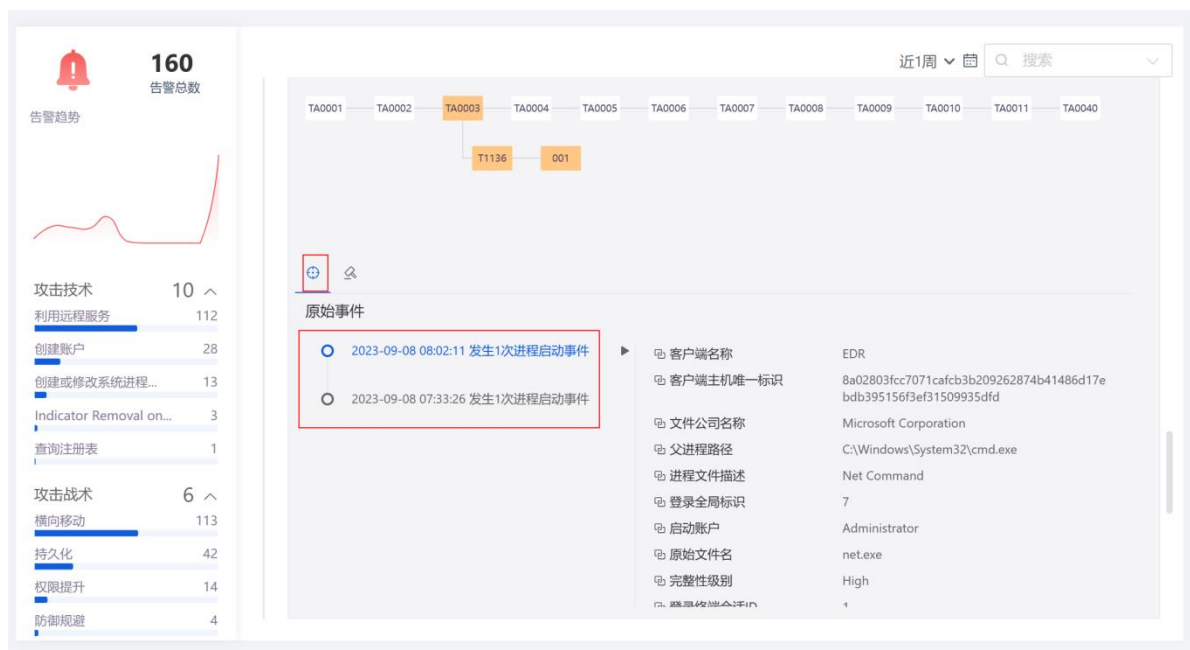 160
告警总数
告警趋势
攻击技术 10
利用远程服务 112
创建账户 28
创建或修改系统进程... 13
Indicator Removal on... 3
查询注册表 1
攻击战术 6
横向移动 113
持久化 42
权限提升 14
防御规避 4
近1周 搜索
TA0001 TA0002 TA0003 TA0004 TA0005 TA0006 TA0007 TA0008 TA0009 TA0010 TA0011 TA0040
T1136 001
原始事件
2023-09-08 08:02:11 发生1次进程启动事件
2023-09-08 07:33:26 发生1次进程启动事件
客户端名称 EDR
客户端主机唯一标识 8a02803fcc7071cafcb3b209262874b41486d17e
bdb395156f3ef31509935dfd
文件公司名称 Microsoft Corporation
父进程路径 C:\Windows\System32\cmd.exe
进程文件描述 Net Command
登录全局标识 7
启动账户 Administrator
原始文件名 net.exe
完整性级别 High
登录终端会话ID 1